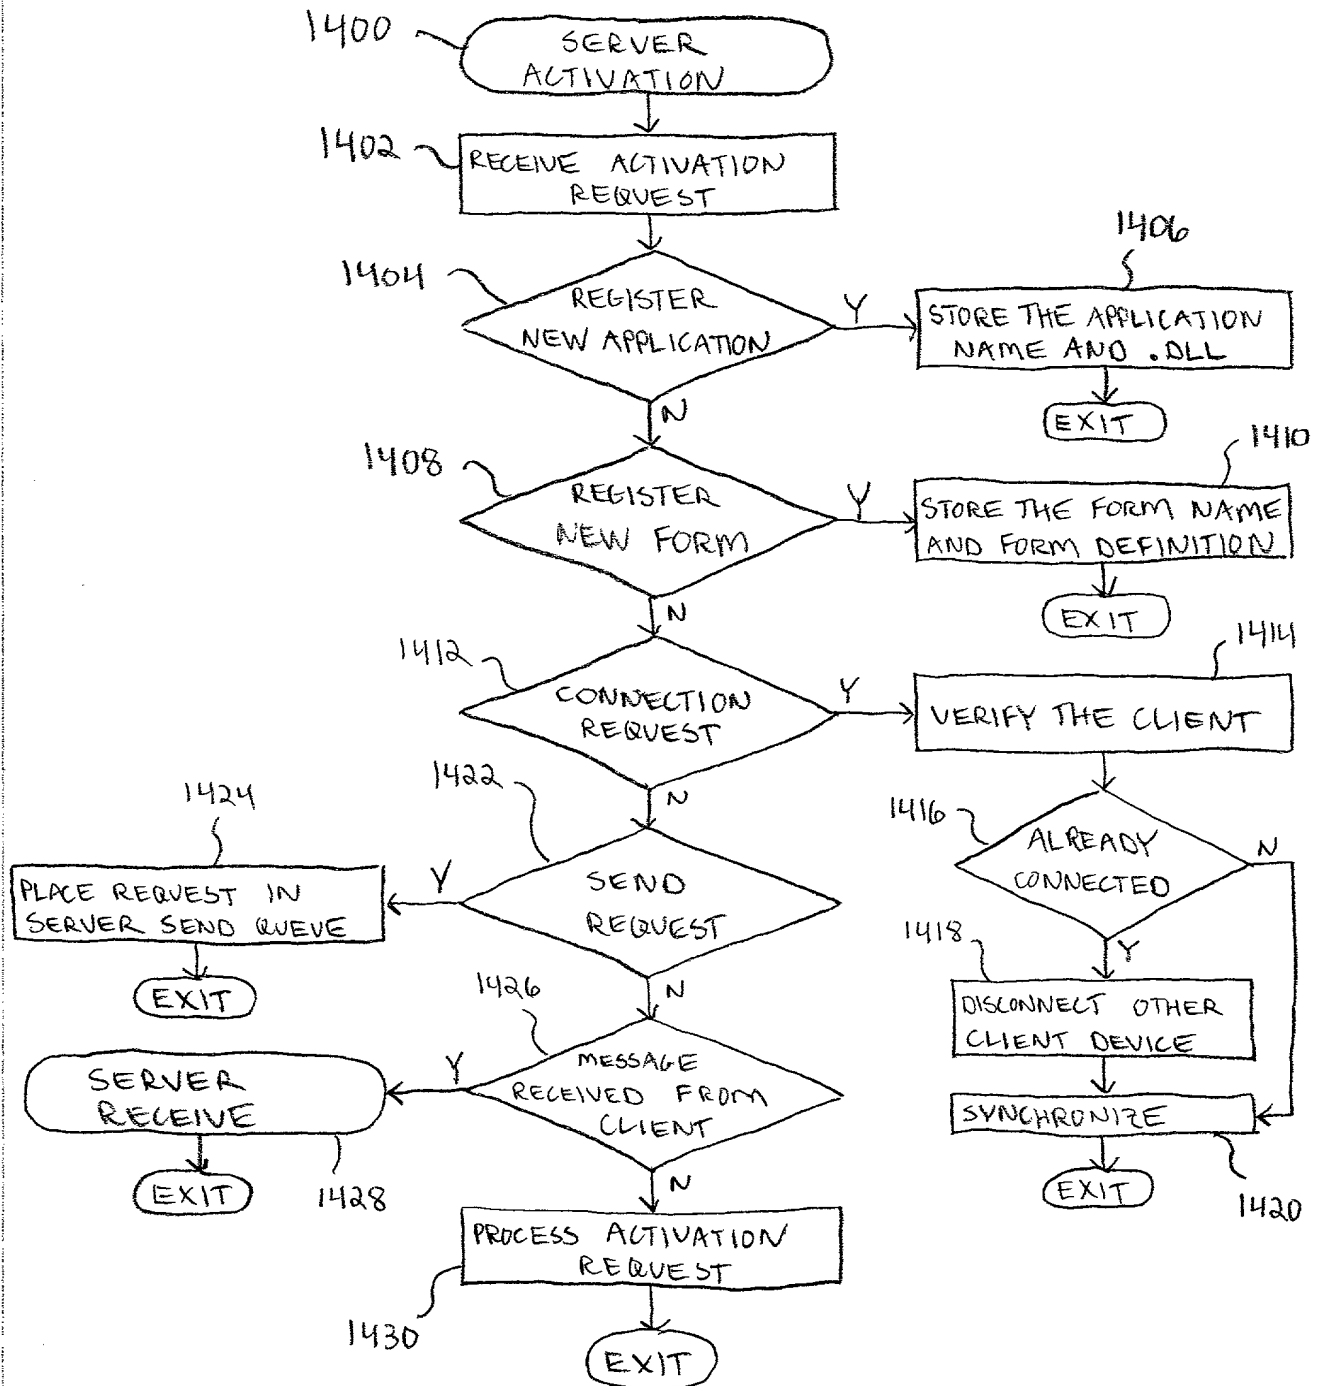 1400
SERVER
ACTIVATION
1402
RECEIVE ACTIVATION
REQUEST
1404
REGISTER
NEW APPLICATION
Y
1406
STORE THE APPLICATION
NAME AND .DLL
EXIT
N
1408
REGISTER
NEW FORM
Y
1410
STORE THE FORM NAME
AND FORM DEFINITION
EXIT
N
1412
CONNECTION
REQUEST
Y
1414
VERIFY THE CLIENT
1416
ALREADY
CONNECTED
N
Y
1418
DISCONNECT OTHER
CLIENT DEVICE
SYNCHRONIZE
1420
EXIT
N
1422
SEND
REQUEST
Y
1424
PLACE REQUEST IN
SERVER SEND QUEUE
EXIT
N
1426
MESSAGE
RECEIVED FROM
CLIENT
Y
SERVER
RECEIVE
1428
EXIT
N
PROCESS ACTIVATION
REQUEST
1430
EXIT